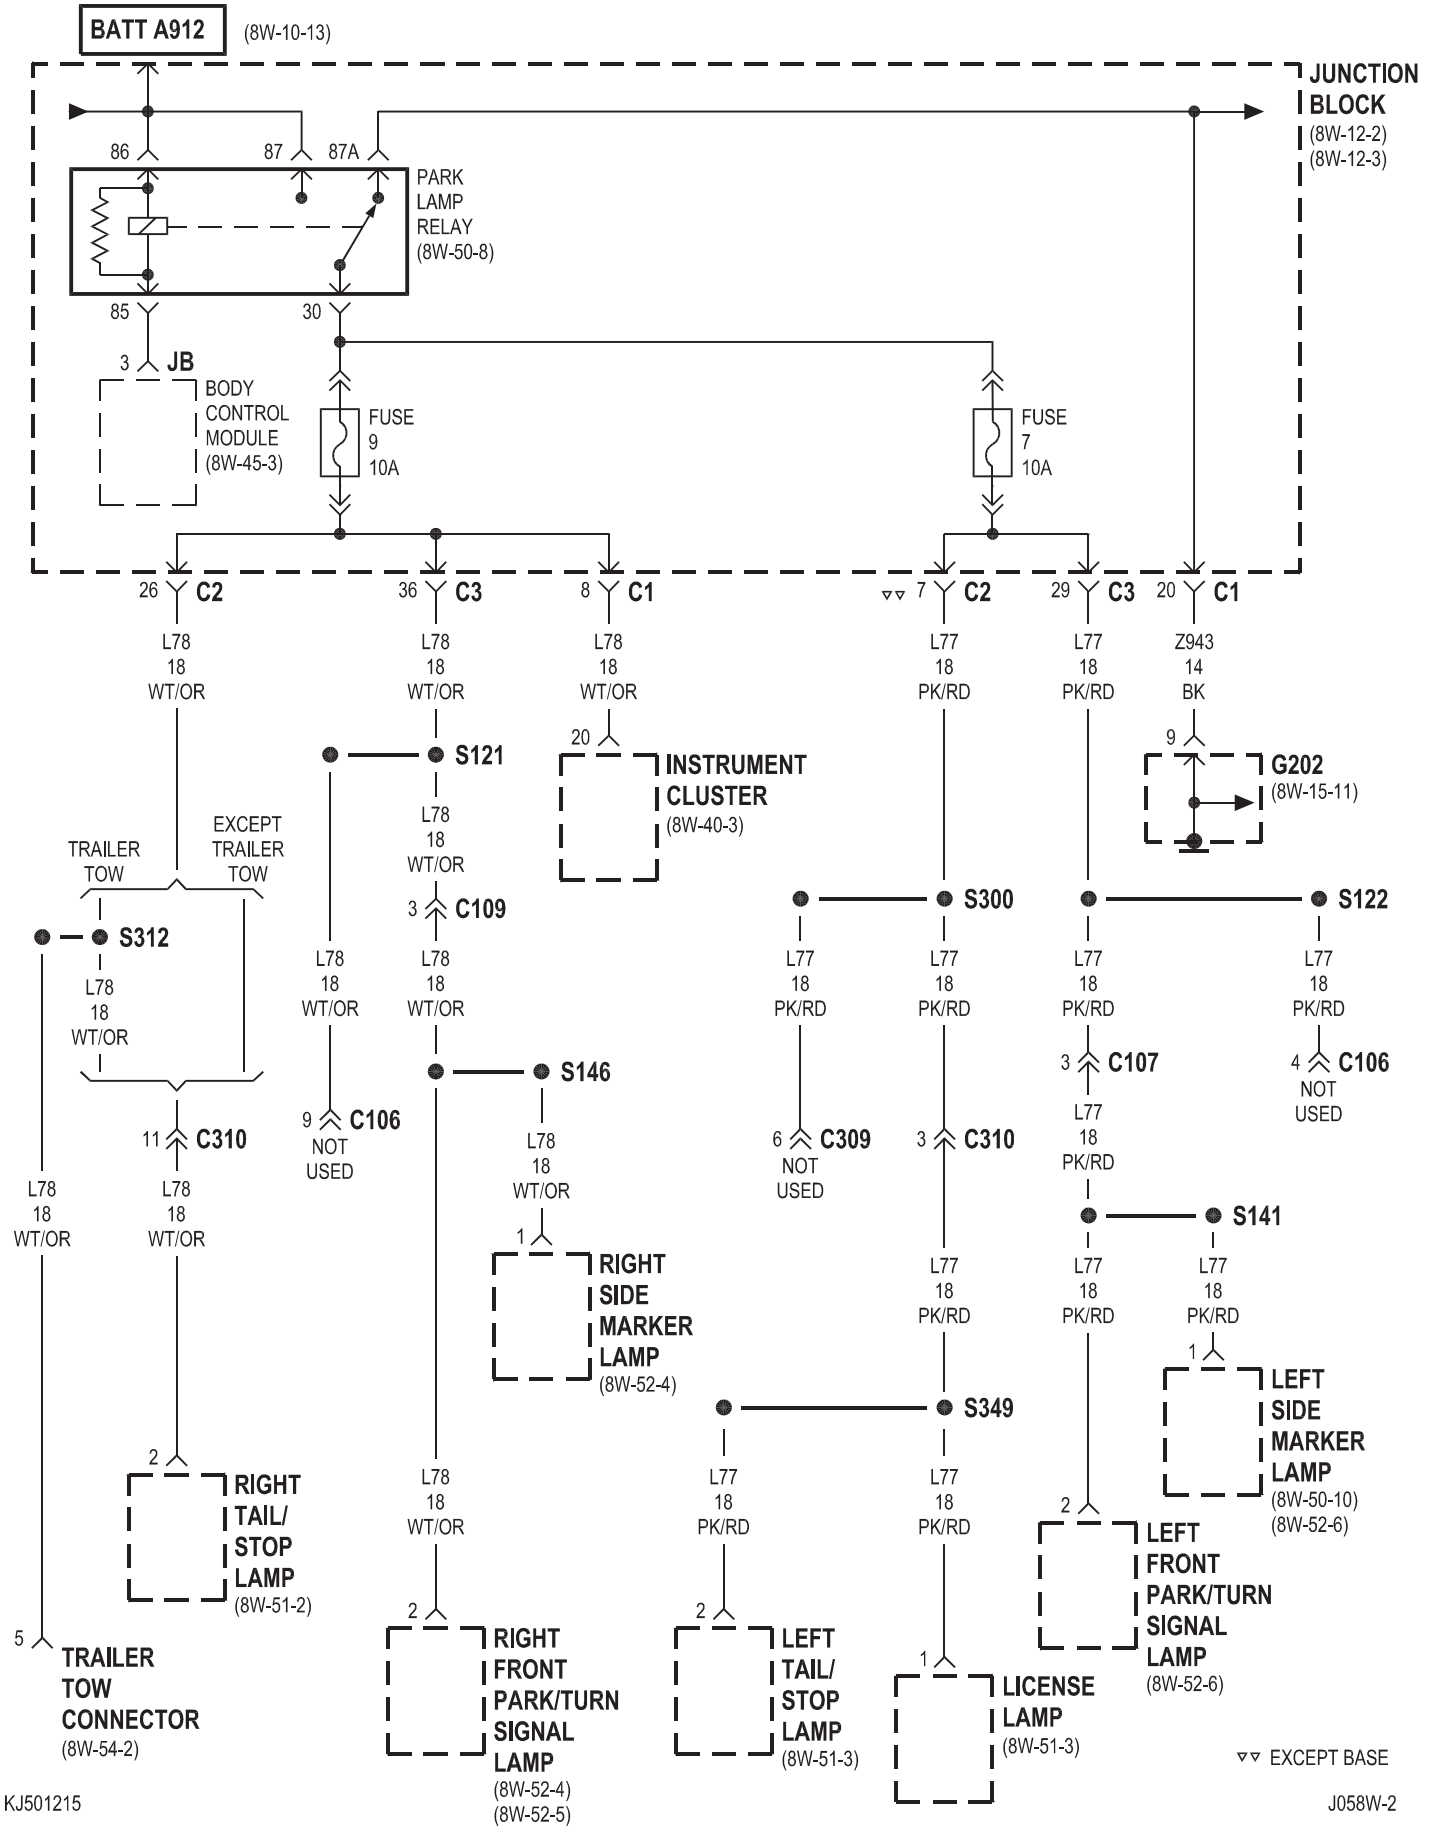 BATT A912
(8W-10-13)
JUNCTION
BLOCK
(8W-12-2)
(8W-12-3)
86
87
87A
PARK
LAMP
RELAY
(8W-50-8)
85
30
3
JB
BODY
CONTROL
MODULE
(8W-45-3)
FUSE
9
10A
FUSE
7
10A
26
C2
36
C3
8
C1
7
C2
29
C3
20
C1
L78
18
WT/OR
L78
18
WT/OR
L78
18
WT/OR
L77
18
PK/RD
L77
18
PK/RD
Z943
14
BK
S121
20
INSTRUMENT
CLUSTER
(8W-40-3)
9
G202
(8W-15-11)
L78
18
WT/OR
TRAILER
TOW
EXCEPT
TRAILER
TOW
3
C109
S300
S122
S312
L78
18
WT/OR
L78
18
WT/OR
L78
18
WT/OR
L77
18
PK/RD
L77
18
PK/RD
L77
18
PK/RD
L77
18
PK/RD
S146
3
C107
4
C106
NOT
USED
9
C106
NOT
USED
11
C310
L78
18
WT/OR
6
C309
NOT
USED
3
C310
L77
18
PK/RD
L78
18
WT/OR
L78
18
WT/OR
S141
1
RIGHT
SIDE
MARKER
LAMP
(8W-52-4)
L77
18
PK/RD
L77
18
PK/RD
L77
18
PK/RD
1
LEFT
SIDE
MARKER
LAMP
(8W-50-10)
(8W-52-6)
S349
2
RIGHT
TAIL/
STOP
LAMP
(8W-51-2)
L78
18
WT/OR
L77
18
PK/RD
L77
18
PK/RD
2
LEFT
FRONT
PARK/TURN
SIGNAL
LAMP
(8W-52-6)
5
TRAILER
TOW
CONNECTOR
(8W-54-2)
2
RIGHT
FRONT
PARK/TURN
SIGNAL
LAMP
(8W-52-4)
(8W-52-5)
2
LEFT
TAIL/
STOP
LAMP
(8W-51-3)
1
LICENSE
LAMP
(8W-51-3)
EXCEPT BASE
KJ501215
J058W-2